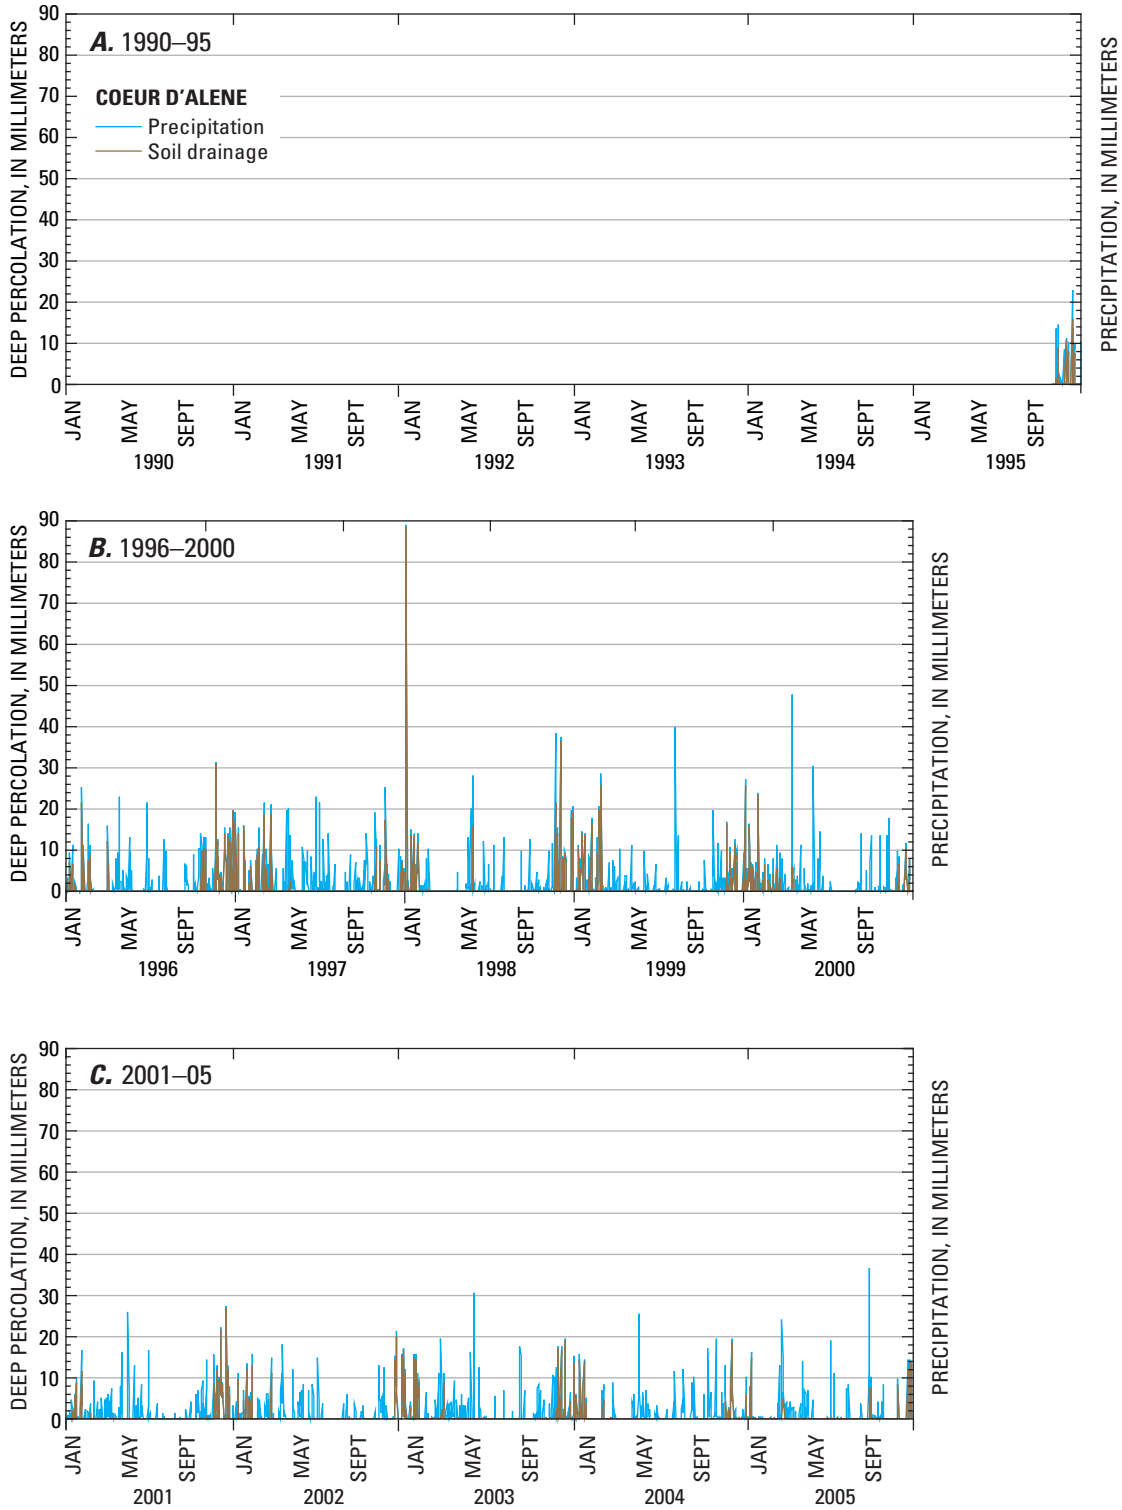 A. 1990–95
COEUR D'ALENE
Precipitation
Soil drainage
DEEP PERCOLATION, IN MILLIMETERS
90
80
70
60
50
40
30
20
10
0
PRECIPITATION, IN MILLIMETERS
JAN MAY SEPT JAN MAY SEPT JAN MAY SEPT JAN MAY SEPT JAN MAY SEPT JAN MAY SEPT
1990 1991 1992 1993 1994 1995
B. 1996–2000
DEEP PERCOLATION, IN MILLIMETERS
90
80
70
60
50
40
30
20
10
0
PRECIPITATION, IN MILLIMETERS
JAN MAY SEPT JAN MAY SEPT JAN MAY SEPT JAN MAY SEPT JAN MAY SEPT
1996 1997 1998 1999 2000
C. 2001–05
DEEP PERCOLATION, IN MILLIMETERS
90
80
70
60
50
40
30
20
10
0
PRECIPITATION, IN MILLIMETERS
JAN MAY SEPT JAN MAY SEPT JAN MAY SEPT JAN MAY SEPT JAN MAY SEPT
2001 2002 2003 2004 2005